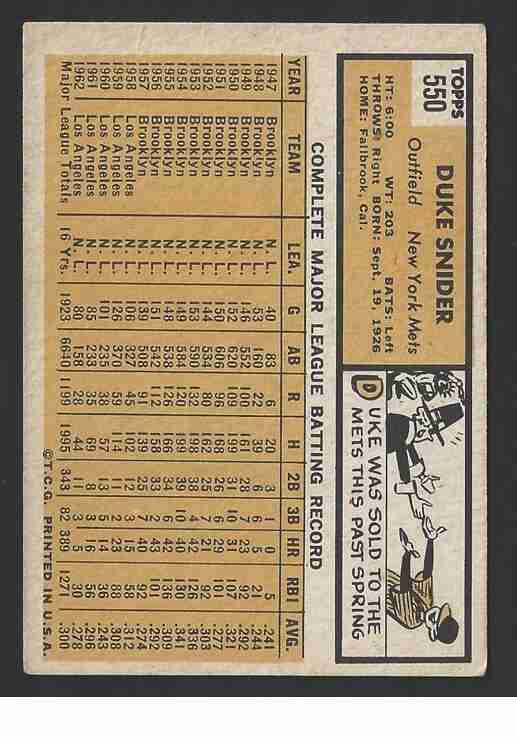 TOPPS
550
DUKE SNIDER
Outfield New York Mets
HT: 6:00 WT: 203 BATS: Left
THROWS: Right BORN: Sept. 19, 1926
HOME: Fallbrook, Cal.
DUKE WAS SOLD TO THE
METS THIS PAST SPRING
COMPLETE MAJOR LEAGUE BATTING RECORD
YEAR TEAM LEA. G AB R H 2B 3B HR RBI AVG.
1947 Brooklyn N.L. 40 83 6 20 3 1 0 5 .241
1948 Brooklyn N.L. 53 160 22 39 6 6 5 21 .244
1949 Brooklyn N.L. 146 552 100 161 28 7 23 92 .292
1950 Brooklyn N.L. 152 620 109 199 31 10 31 107 .321
1951 Brooklyn N.L. 150 606 96 168 26 6 29 101 .277
1952 Brooklyn N.L. 144 534 80 162 25 7 21 92 .303
1953 Brooklyn N.L. 153 590 132 198 38 4 42 126 .336
1954 Brooklyn N.L. 149 584 120 199 39 10 40 130 .341
1955 Brooklyn N.L. 148 538 126 166 34 6 42 136 .309
1956 Brooklyn N.L. 151 542 112 158 33 2 43 101 .292
1957 Brooklyn N.L. 139 508 91 139 25 7 40 92 .274
1958 Los Angeles N.L. 106 327 45 102 12 3 15 58 .312
1959 Los Angeles N.L. 126 370 59 114 11 2 23 88 .308
1960 Los Angeles N.L. 101 235 38 57 13 5 14 36 .243
1961 Los Angeles N.L. 85 233 35 69 8 3 16 56 .296
1962 Los Angeles N.L. 80 158 28 44 11 3 5 30 .278
Major League Totals 16 Yrs. 1923 6640 1199 1995 343 82 389 1271 .300
©T.C.G. PRINTED IN U.S.A.